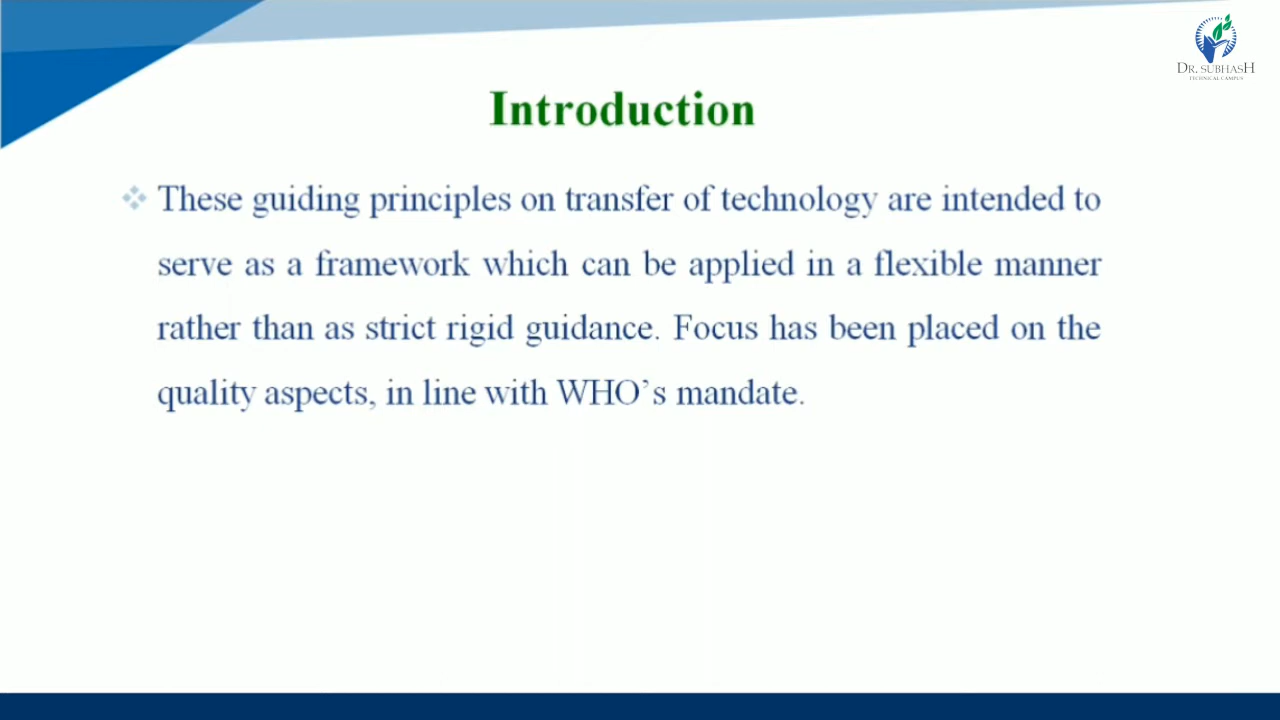 DR. SUBHASH
TECHNICAL CAMPUS
Introduction
These guiding principles on transfer of technology are intended to
serve as a framework which can be applied in a flexible manner
rather than as strict rigid guidance. Focus has been placed on the
quality aspects, in line with WHO’s mandate.